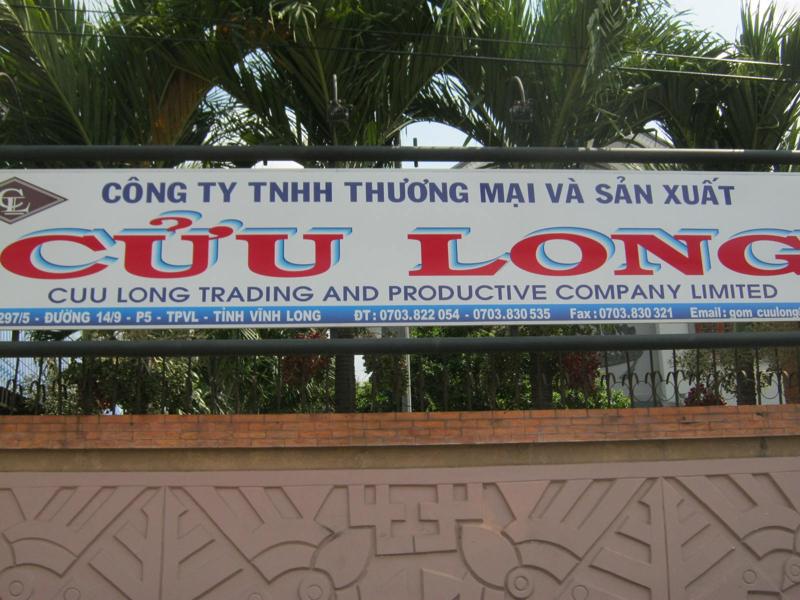 CL
CÔNG TY TNHH THƯƠNG MẠI VÀ SẢN XUẤT
CỬU LONG
CUU LONG TRADING AND PRODUCTIVE COMPANY LIMITED
297/5 - ĐƯỜNG 14/9 - P5 - TPVL - TỈNH VĨNH LONG ĐT: 0703.822 054 - 0703.830 535 Fax: 0703.830 321 Email: gom_cuulong